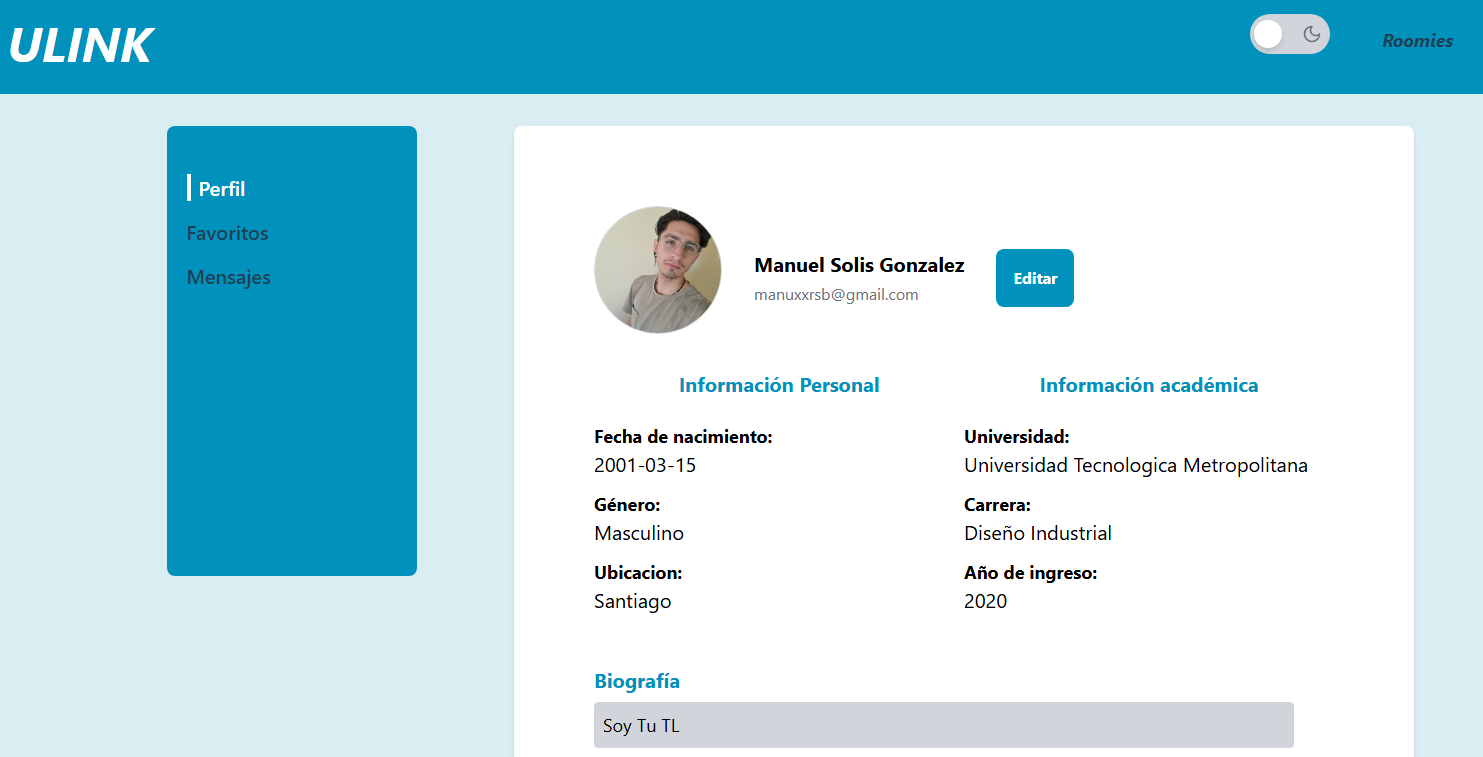 ULINK
Roomies
Perfil
Favoritos
Mensajes
Manuel Solis Gonzalez
manuxxrsb@gmail.com
Editar
Información Personal
Fecha de nacimiento:
2001-03-15
Género:
Masculino
Ubicacion:
Santiago
Información académica
Universidad:
Universidad Tecnologica Metropolitana
Carrera:
Diseño Industrial
Año de ingreso:
2020
Biografía
Soy Tu TL